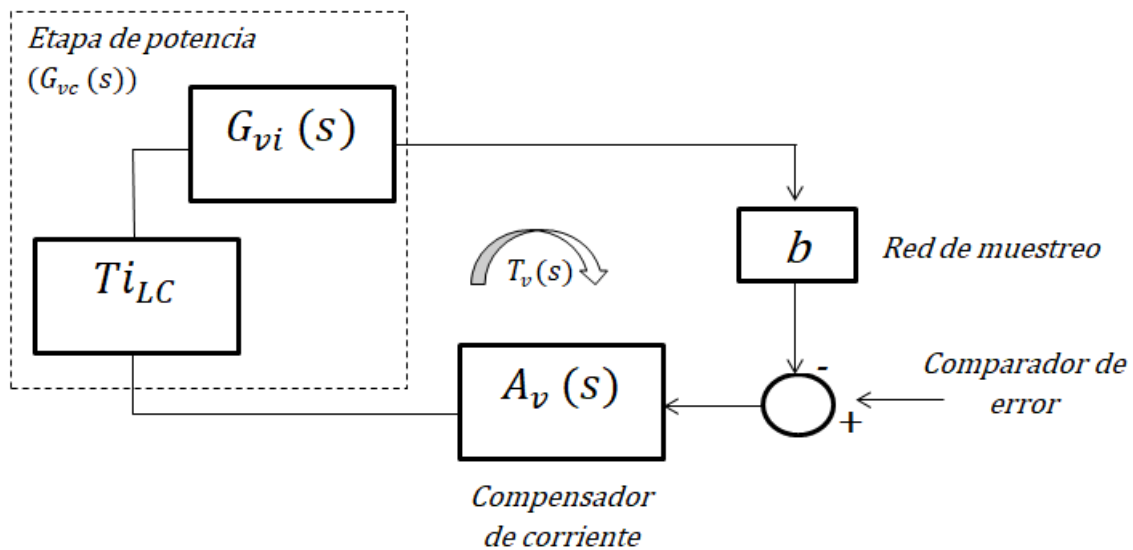 Etapa de potencia
(G_vc (s))
G_vi (s)
Ti_LC
T_v(s)
b
Red de muestreo
-
+
Comparador de
error
A_v (s)
Compensador
de corriente